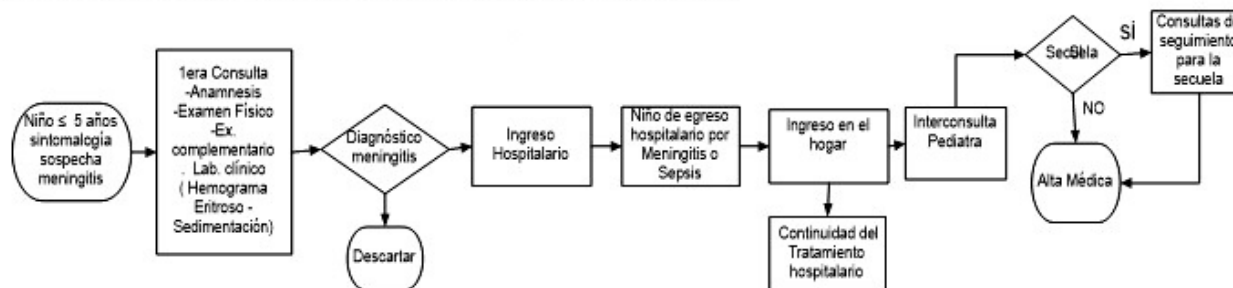 Niño ≤ 5 años
sintomalogía
sospecha
meningitis
1era Consulta
-Anamnesis
-Examen Físico
-Ex.
complementario
. Lab. clínico
( Hemograma
Eritroso -
Sedimentación)
Diagnóstico
meningitis
Descartar
Ingreso
Hospitalario
Niño de egreso
hospitalario por
Meningitis o
Sepsis
Ingreso en el
hogar
Continuidad del
Tratamiento
hospitalario
Interconsulta
Pediatra
Secuela
SÍ
NO
Consultas
seguimiento
para la
secuela
Alta Médica